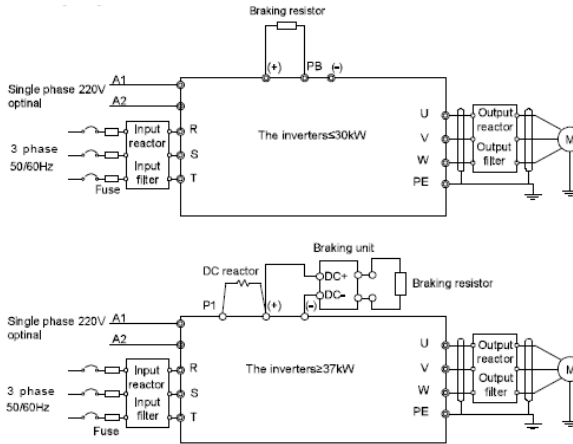 Braking resistor
(+) PB (-)
Single phase 220V
optinal
A1
A2
3 phase
50/60Hz
Fuse
Input
reactor
Input
filter
R
S
T
The inverters≤30kW
U
V
W
PE
Output
reactor
Output
filter
M
Braking unit
DC reactor
DC+
DC-
Braking resistor
P1 (+) (-)
Single phase 220V
optinal
A1
A2
3 phase
50/60Hz
Fuse
Input
reactor
Input
filter
R
S
T
The inverters≥37kW
U
V
W
PE
Output
reactor
Output
filter
M